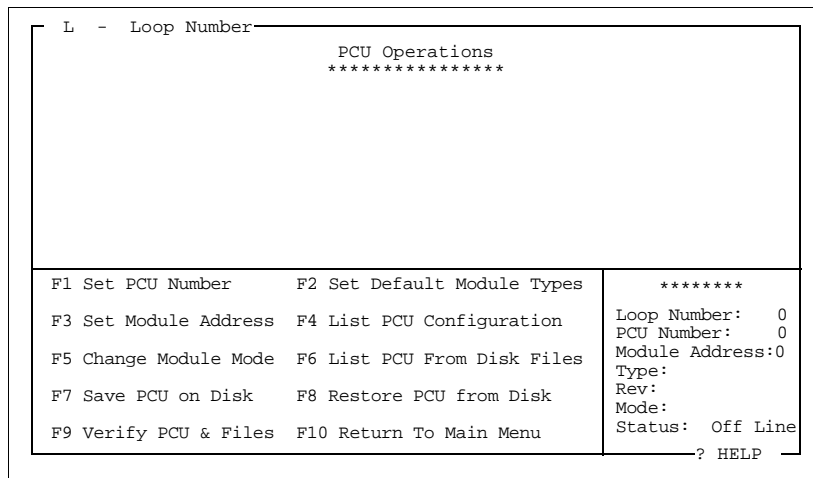 L - Loop Number
PCU Operations
****************
F1 Set PCU Number F2 Set Default Module Types
F3 Set Module Address F4 List PCU Configuration
F5 Change Module Mode F6 List PCU From Disk Files
F7 Save PCU on Disk F8 Restore PCU from Disk
F9 Verify PCU & Files F10 Return To Main Menu
********
Loop Number: 0
PCU Number: 0
Module Address:0
Type:
Rev:
Mode:
Status: Off Line
? HELP